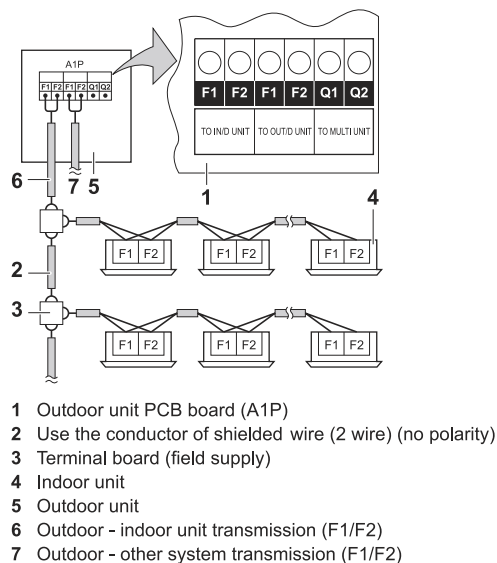 A1P
F1 F2 F1 F2 Q1 Q2
F1 F2 F1 F2 Q1 Q2
TO IN/D UNIT TO OUT/D UNIT TO MULTI UNIT
6 7 5 1 4
F1 F2 F1 F2 F1 F2
2
3
F1 F2 F1 F2 F1 F2
1 Outdoor unit PCB board (A1P)
2 Use the conductor of shielded wire (2 wire) (no polarity)
3 Terminal board (field supply)
4 Indoor unit
5 Outdoor unit
6 Outdoor - indoor unit transmission (F1/F2)
7 Outdoor - other system transmission (F1/F2)